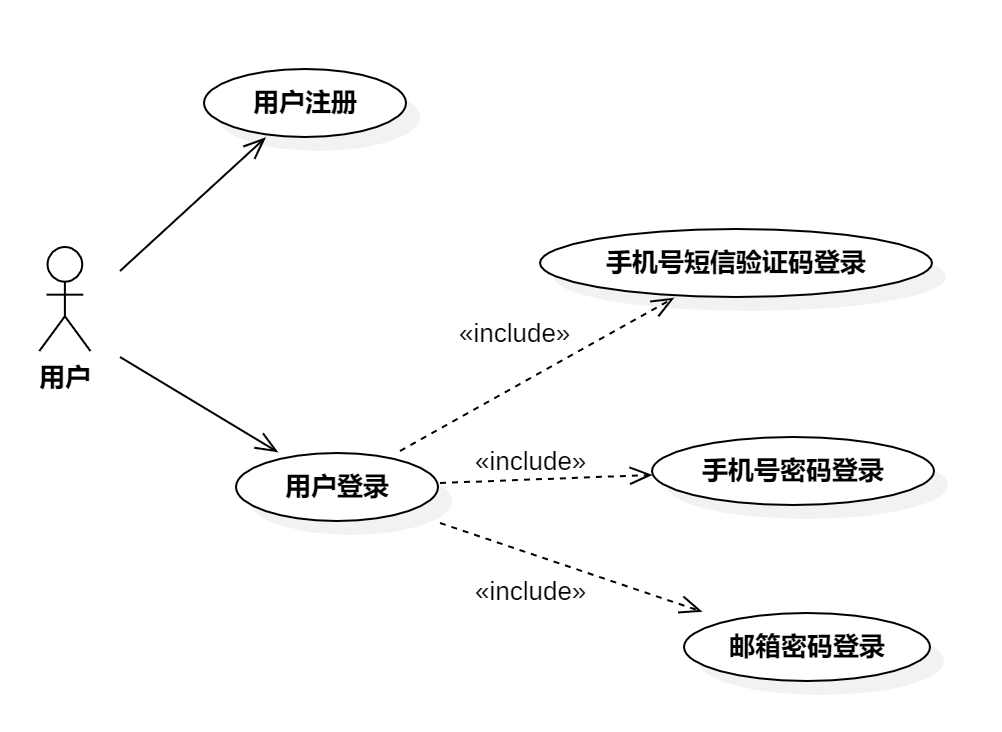 用户注册
手机号短信验证码登录
«include»
用户
«include»
手机号密码登录
用户登录
«include»
邮箱密码登录